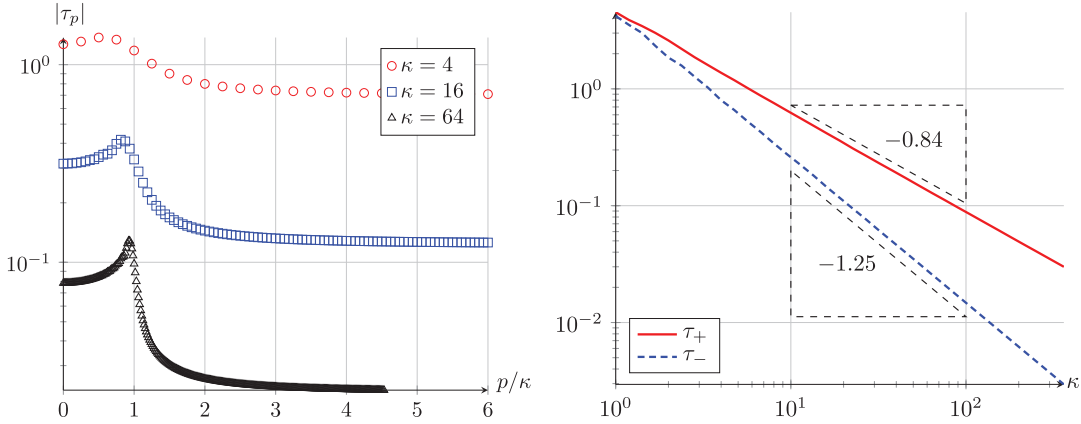 |τ_p|
10^0
10^−1
κ = 4
κ = 16
κ = 64
0 1 2 3 4 5 6
p/κ
10^0
10^−1
10^−2
−0.84
−1.25
τ_+
τ_−
10^0 10^1 10^2
κ